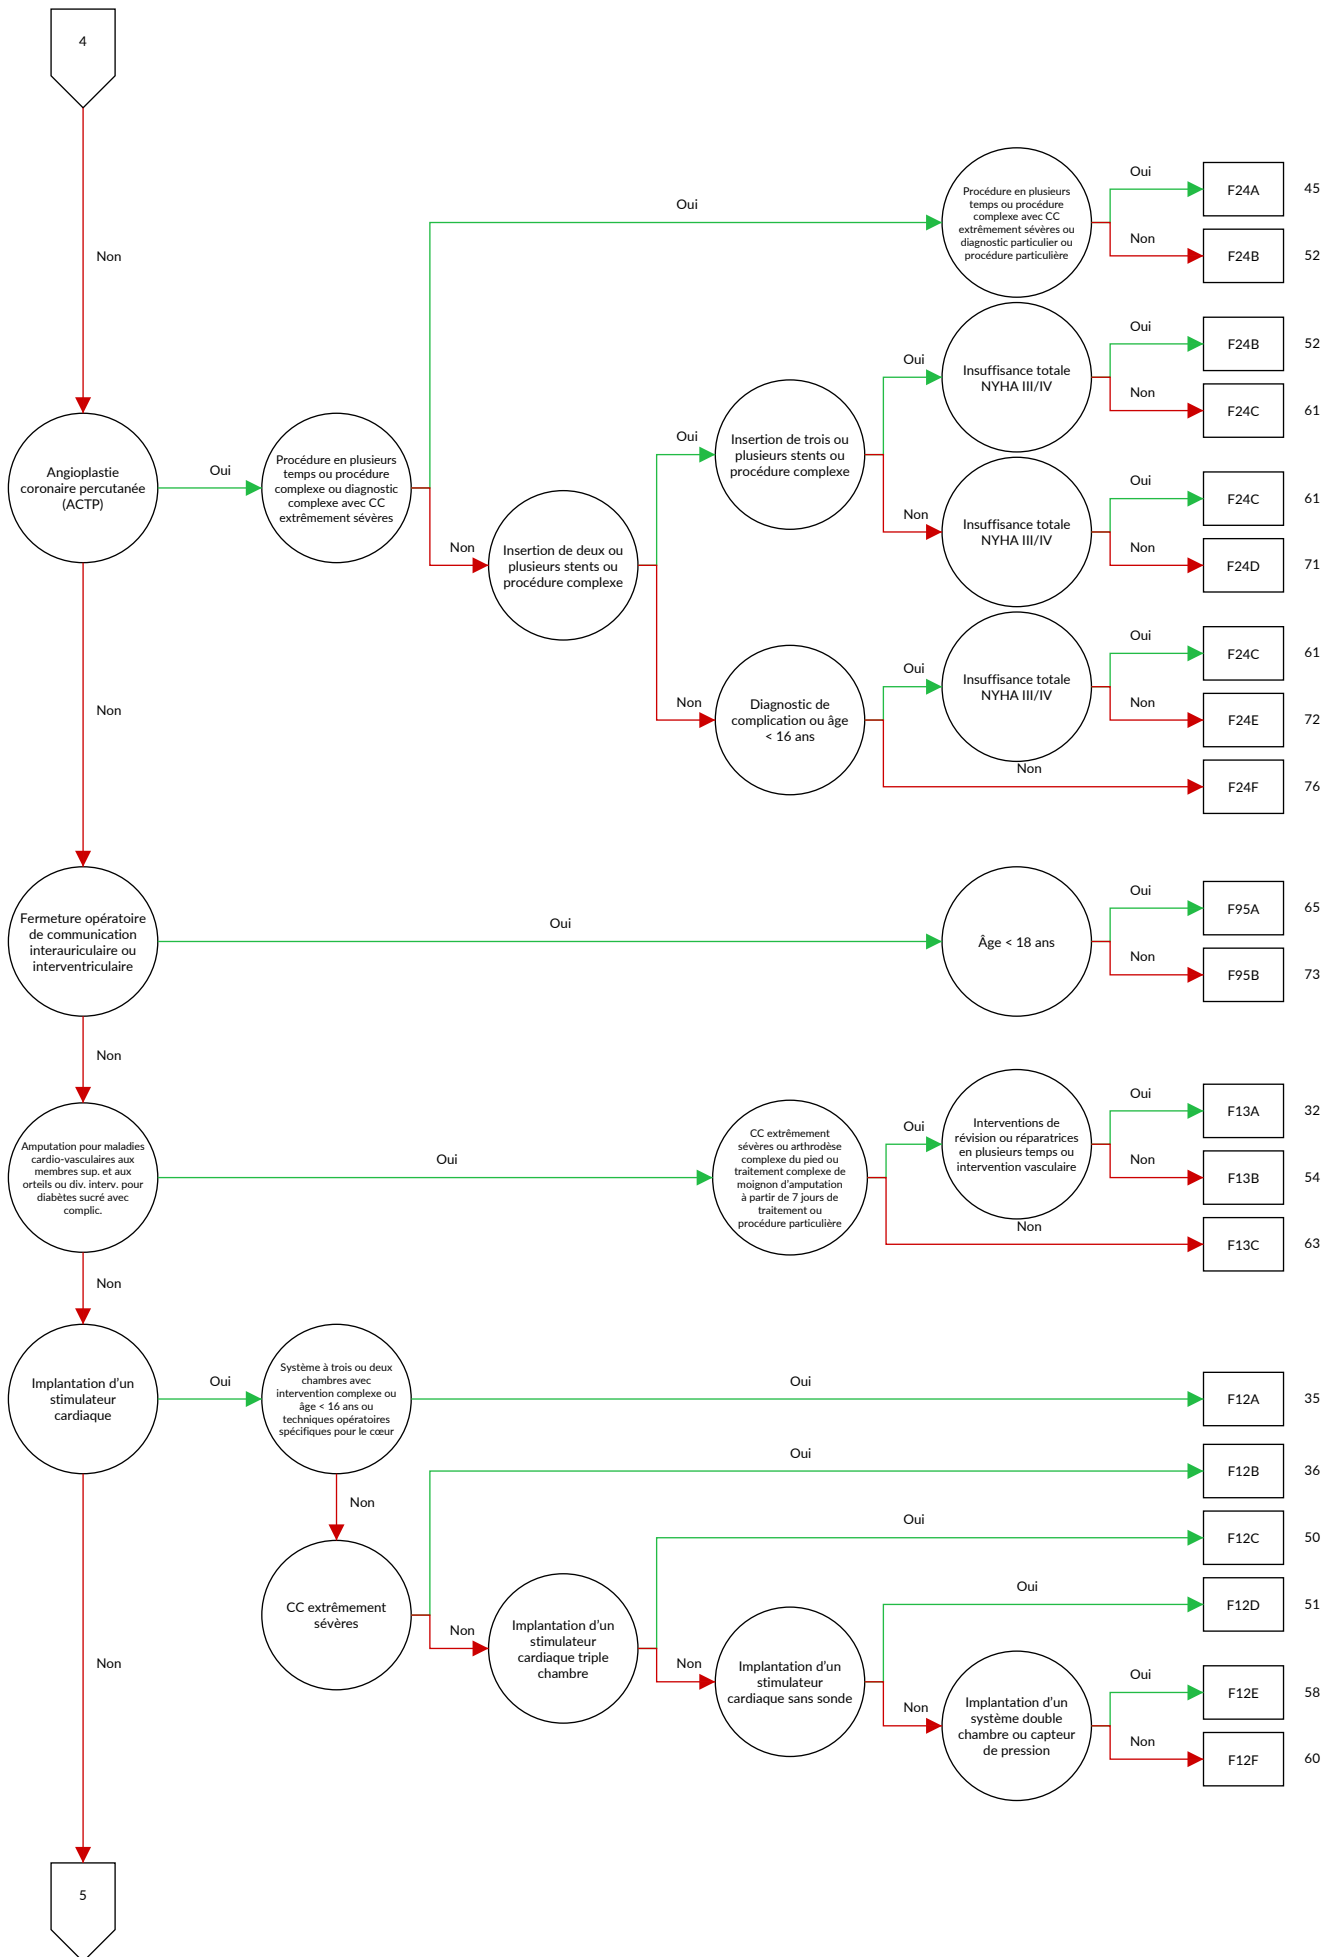 4
Non
Angioplastie
coronaire percutanée
(ACTP)
Oui
Procédure en plusieurs
temps ou procédure
complexe ou diagnostic
complexe avec CC
extrêmement sévères
Oui
Procédure en plusieurs
temps ou procédure
complexe avec CC
extrêmement sévères ou
diagnostic particulier ou
procédure particulière
Oui
F24A 45
Non
F24B 52
Non
Insertion de deux ou
plusieurs stents ou
procédure complexe
Oui
Insertion de trois ou
plusieurs stents ou
procédure complexe
Oui
Insuffisance totale
NYHA III/IV
Oui
F24B 52
Non
F24C 61
Non
Insuffisance totale
NYHA III/IV
Oui
F24C 61
Non
F24D 71
Non
Diagnostic de
complication ou âge
< 16 ans
Oui
Insuffisance totale
NYHA III/IV
Oui
F24C 61
Non
F24E 72
Non
F24F 76
Non
Fermeture opératoire
de communication
interauriculaire ou
interventriculaire
Oui
Âge < 18 ans
Oui
F95A 65
Non
F95B 73
Non
Amputation pour maladies
cardio-vasculaires aux
membres sup. et aux
orteils ou div. interv. pour
diabètes sucré avec
complic.
Oui
CC extrêmement
sévères ou arthrodèse
complexe du pied ou
traitement complexe de
moignon d'amputation
à partir de 7 jours de
traitement ou
procédure particulière
Oui
Interventions de
révision ou réparatrices
en plusieurs temps ou
intervention vasculaire
Oui
F13A 32
Non
F13B 54
Non
F13C 63
Non
Implantation d'un
stimulateur
cardiaque
Oui
Système à trois ou deux
chambres avec
intervention complexe ou
âge < 16 ans ou
techniques opératoires
spécifiques pour le cœur
Oui
F12A 35
Non
CC extrêmement
sévères
Oui
F12B 36
Non
Implantation d'un
stimulateur
cardiaque triple
chambre
Oui
F12C 50
Non
Implantation d'un
stimulateur
cardiaque sans sonde
Oui
F12D 51
Non
Implantation d'un
système double
chambre ou capteur
de pression
Oui
F12E 58
Non
F12F 60
Non
5